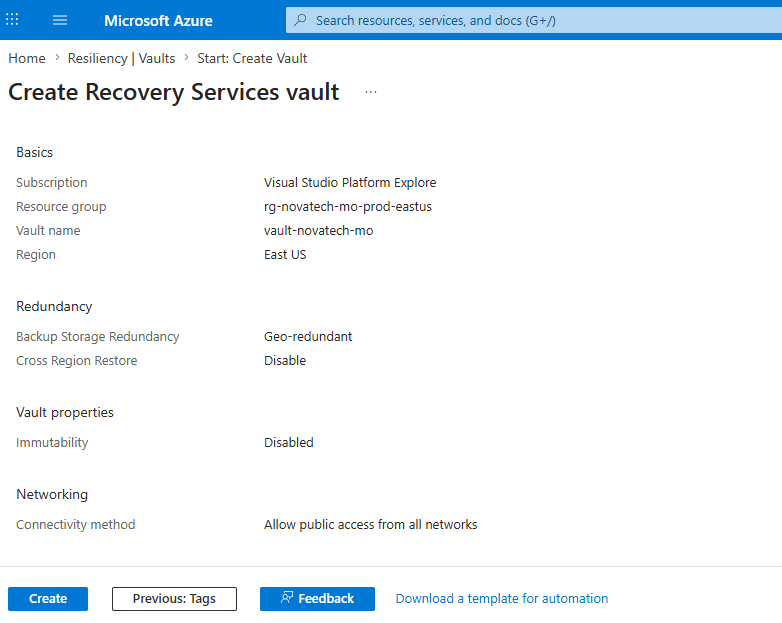 Microsoft Azure
Search resources, services, and docs (G+/)
Home > Resiliency | Vaults > Start: Create Vault
Create Recovery Services vault ...
Basics
Subscription Visual Studio Platform Explore
Resource group rg-novatech-mo-prod-eastus
Vault name vault-novatech-mo
Region East US
Redundancy
Backup Storage Redundancy Geo-redundant
Cross Region Restore Disable
Vault properties
Immutability Disabled
Networking
Connectivity method Allow public access from all networks
Create Previous: Tags Feedback Download a template for automation